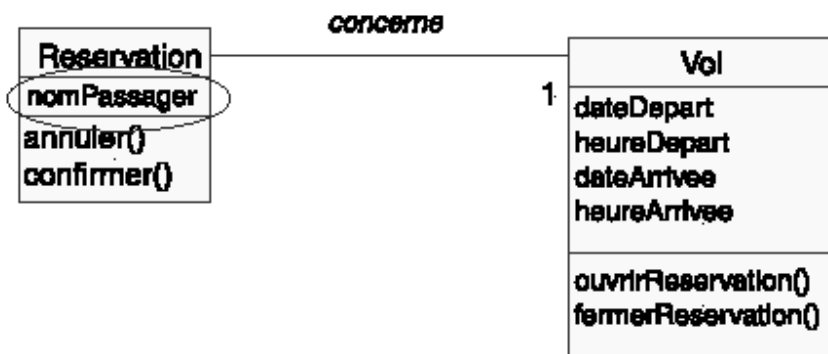 concerne
Reservation
nomPassager
annuler()
confirmer()
Vol
1
dateDepart
heureDepart
dateArrivee
heureArrivee
ouvrirReservation()
fermerReservation()